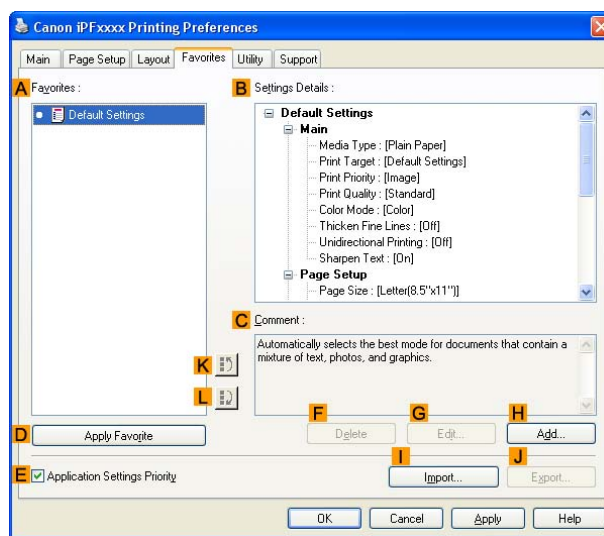 Canon iPFxxxx Printing Preferences
Main Page Setup Layout Favorites Utility Support
A Favorites :
Default Settings
B Settings Details :
Default Settings
Main
Media Type : [Plain Paper]
Print Target : [Default Settings]
Print Priority : [Image]
Print Quality : [Standard]
Color Mode : [Color]
Thicken Fine Lines : [Off]
Unidirectional Printing : [Off]
Sharpen Text : [On]
Page Setup
Page Size : [Letter(8.5"x11")]
C Comment :
Automatically selects the best mode for documents that contain a
mixture of text, photos, and graphics.
K
L
D Apply Favorite
F Delete
G Edit...
H Add...
E Application Settings Priority
I Import...
J Export...
OK Cancel Apply Help